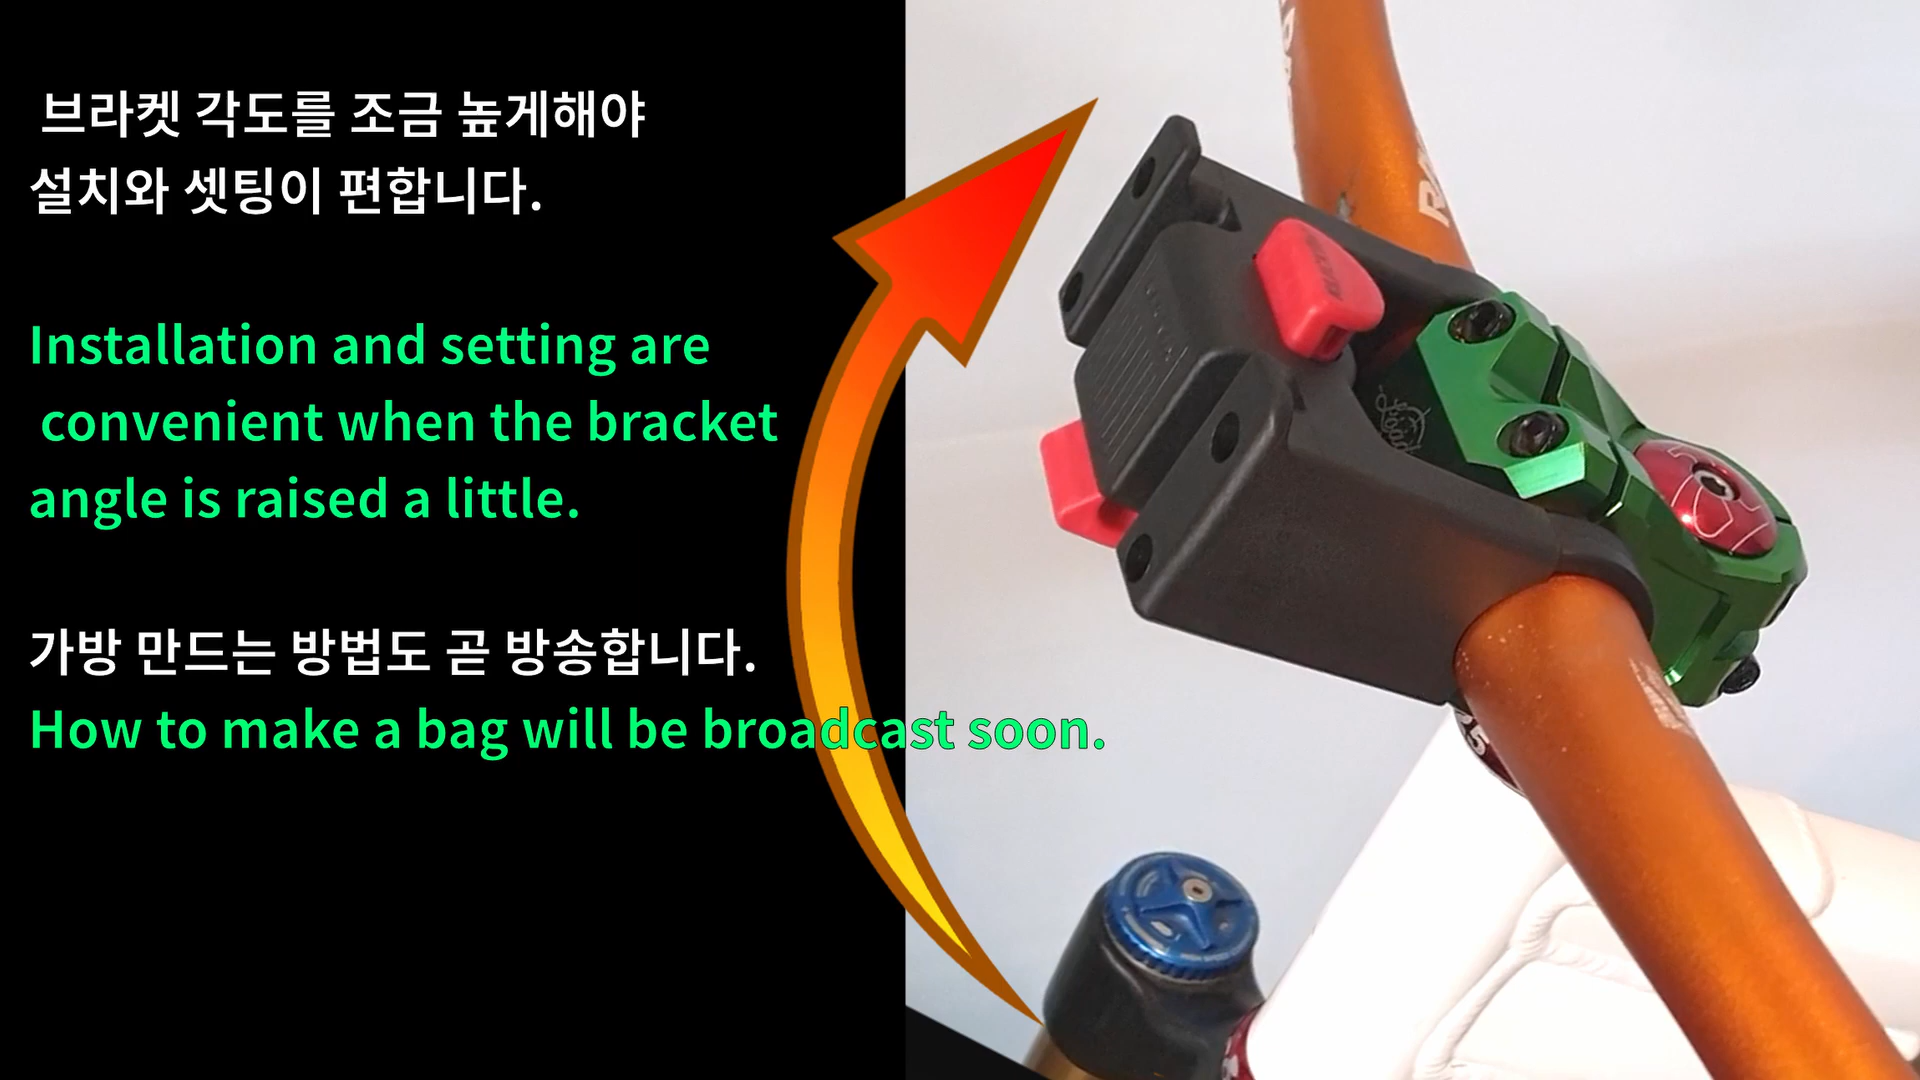 브라켓 각도를 조금 높게해야
설치와 셋팅이 편합니다.
Installation and setting are
convenient when the bracket
angle is raised a little.
가방 만드는 방법도 곧 방송합니다.
How to make a bag will be broadcast soon.